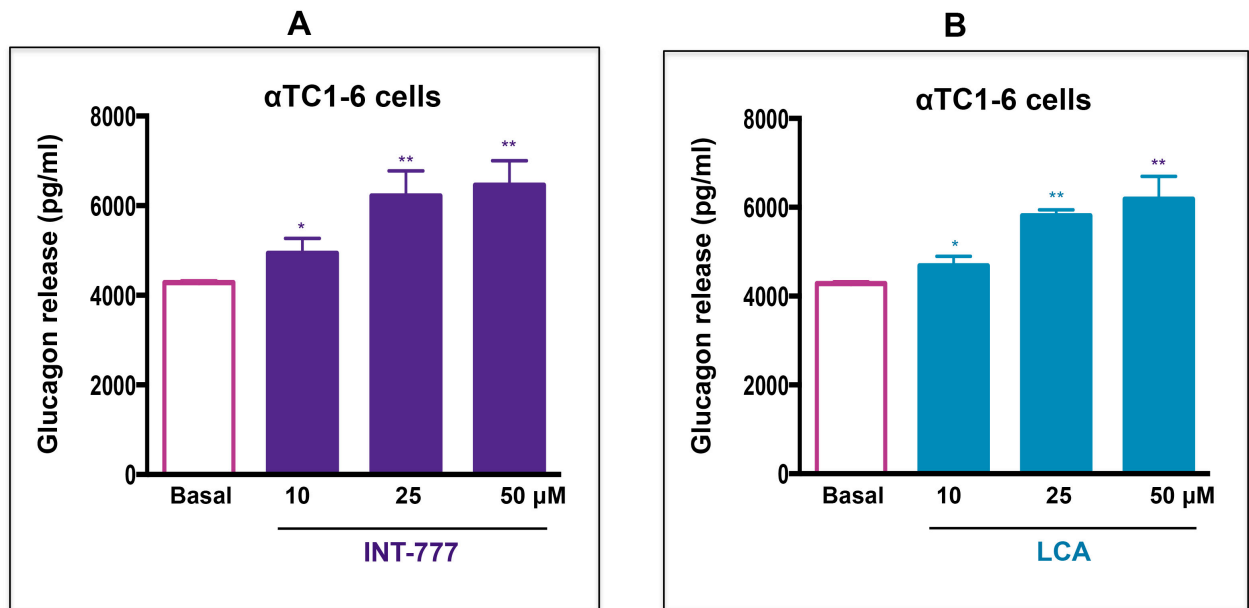 A
αTC1-6 cells
Glucagon release (pg/ml)
8000
6000
4000
2000
0
*
**
**
Basal 10 25 50 µM
INT-777
B
αTC1-6 cells
Glucagon release (pg/ml)
8000
6000
4000
2000
0
*
**
**
Basal 10 25 50 µM
LCA